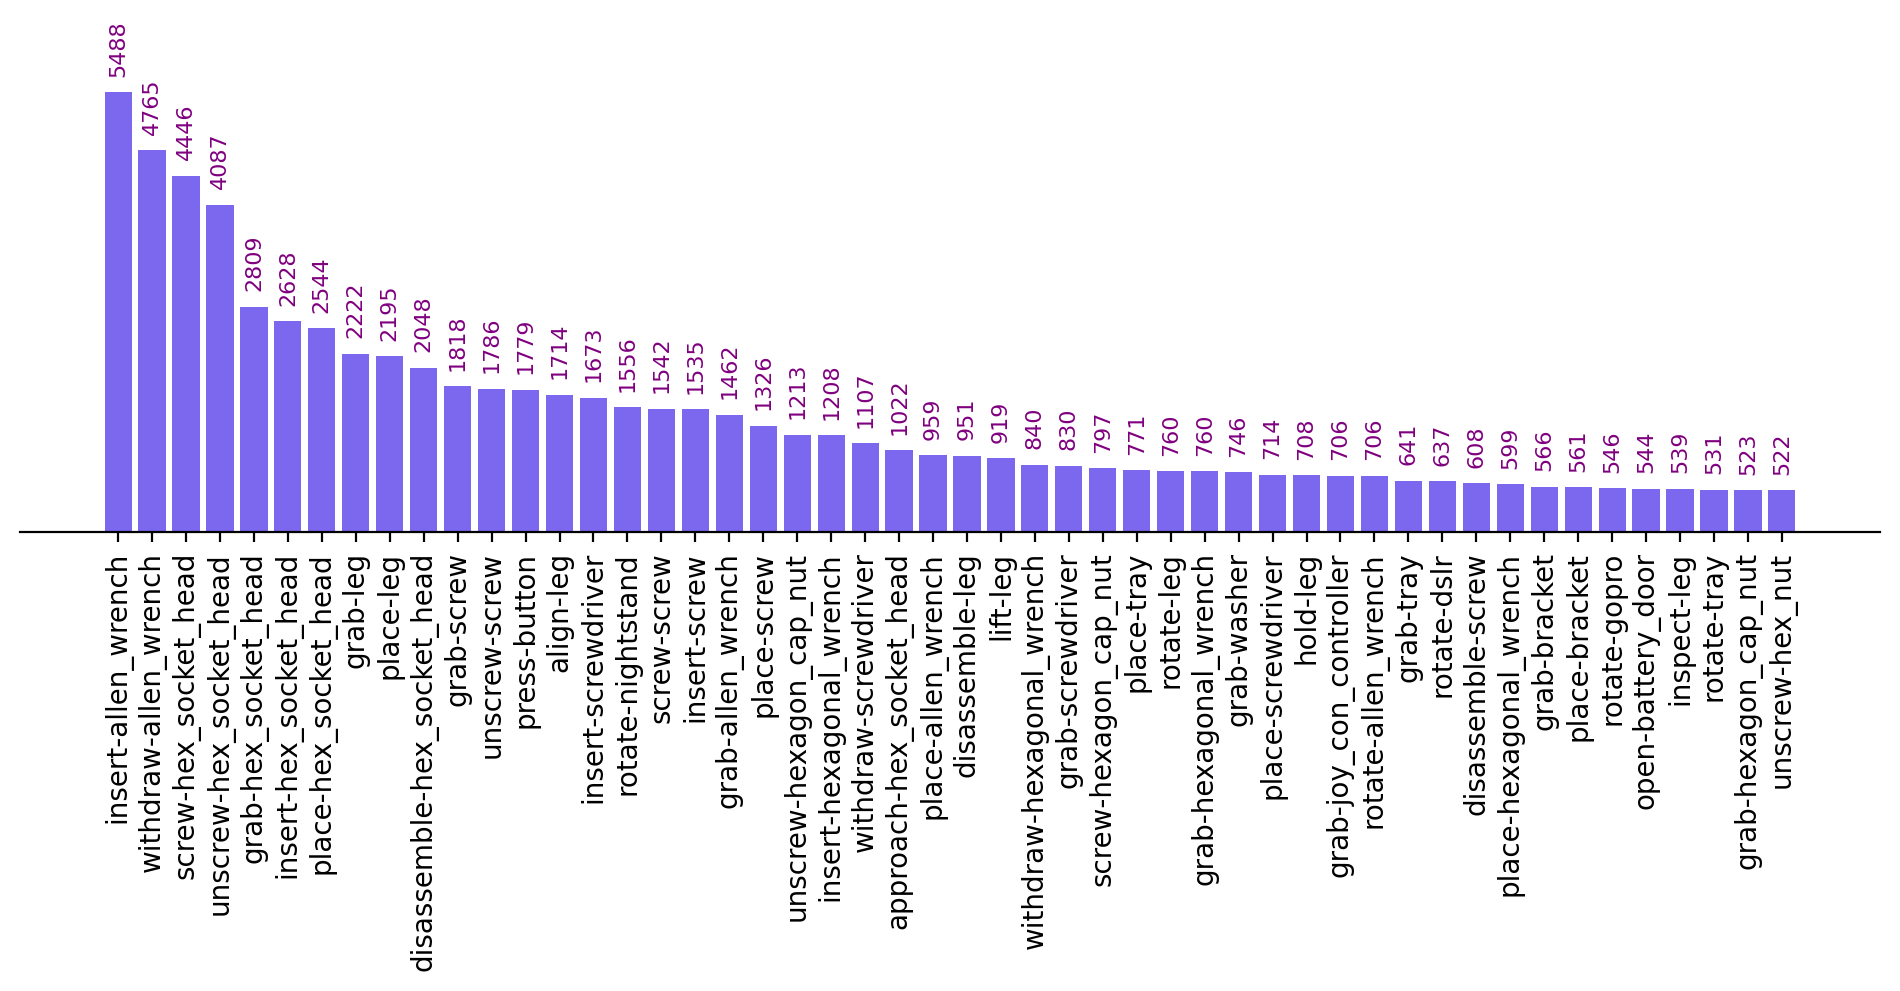 5488
4765
4446
4087
2809
2628
2544
2222
2195
2048
1818
1786
1779
1714
1673
1556
1542
1535
1462
1326
1213
1208
1107
1022
959
951
919
840
830
797
771
760
760
746
714
708
706
706
641
637
608
599
566
561
546
544
539
531
523
522
insert-allen_wrench
withdraw-allen_wrench
screw-hex_socket_head
unscrew-hex_socket_head
grab-hex_socket_head
insert-hex_socket_head
place-hex_socket_head
grab-leg
place-leg
disassemble-hex_socket_head
grab-screw
unscrew-screw
press-button
align-leg
insert-screwdriver
rotate-nightstand
screw-screw
insert-screw
grab-allen_wrench
place-screw
unscrew-hexagon_cap_nut
insert-hexagonal_wrench
withdraw-screwdriver
approach-hex_socket_head
place-allen_wrench
disassemble-leg
lift-leg
withdraw-hexagonal_wrench
grab-screwdriver
screw-hexagon_cap_nut
place-tray
rotate-leg
grab-hexagonal_wrench
grab-washer
place-screwdriver
hold-leg
grab-joy_con_controller
rotate-allen_wrench
grab-tray
rotate-dslr
disassemble-screw
place-hexagonal_wrench
grab-bracket
place-bracket
rotate-gopro
open-battery_door
inspect-leg
rotate-tray
grab-hexagon_cap_nut
unscrew-hex_nut